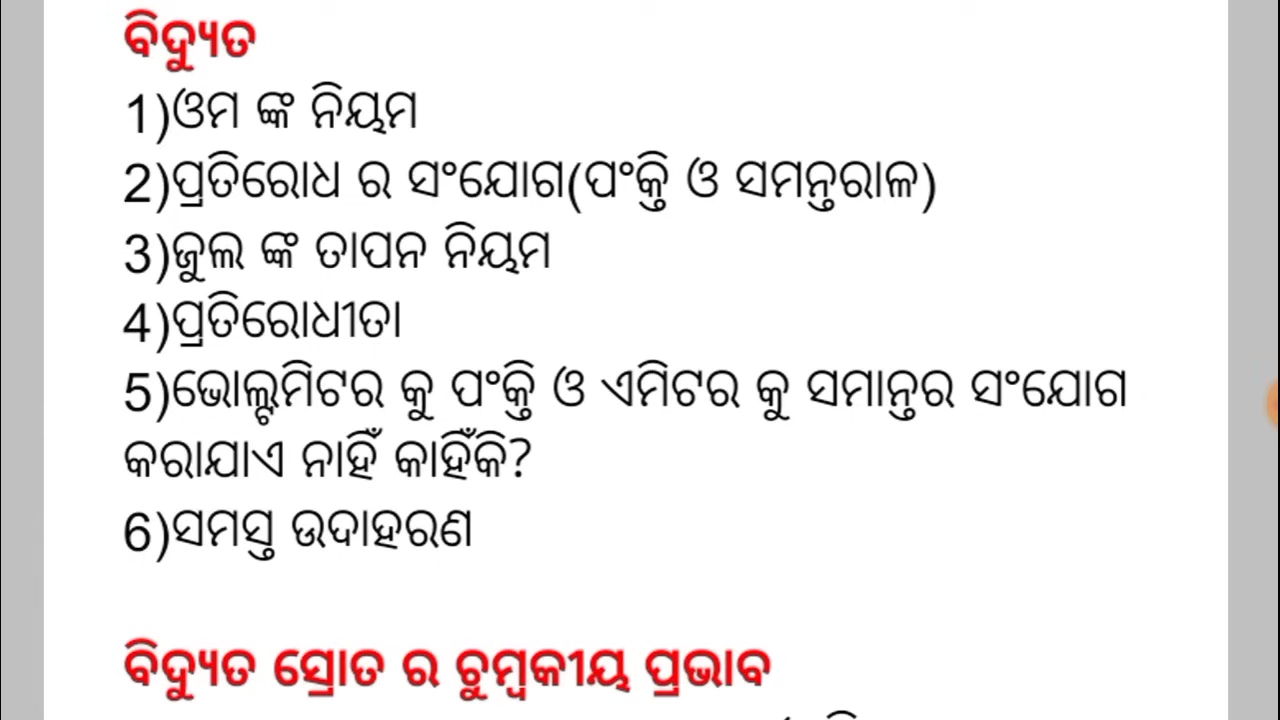 ବିଦ୍ୟୁତ
1)ଓମ ଙ୍କ ନିୟମ
2)ପ୍ରତିରୋଧ ର ସଂଯୋଗ(ପଂକ୍ତି ଓ ସମନ୍ତରାଳ)
3)ଜୁଲ ଙ୍କ ତାପନ ନିୟମ
4)ପ୍ରତିରୋଧୀତା
5)ଭୋଲ୍ଟମିଟର କୁ ପଂକ୍ତି ଓ ଏମିଟର କୁ ସମାନ୍ତର ସଂଯୋଗ
କରାଯାଏ ନାହିଁ କାହିଁକି?
6)ସମସ୍ତ ଉଦାହରଣ
ବିଦ୍ୟୁତ ସ୍ରୋତ ର ଚୁମ୍ବକୀୟ ପ୍ରଭାବ